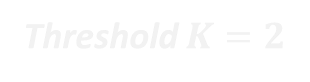 Threshold K = 2